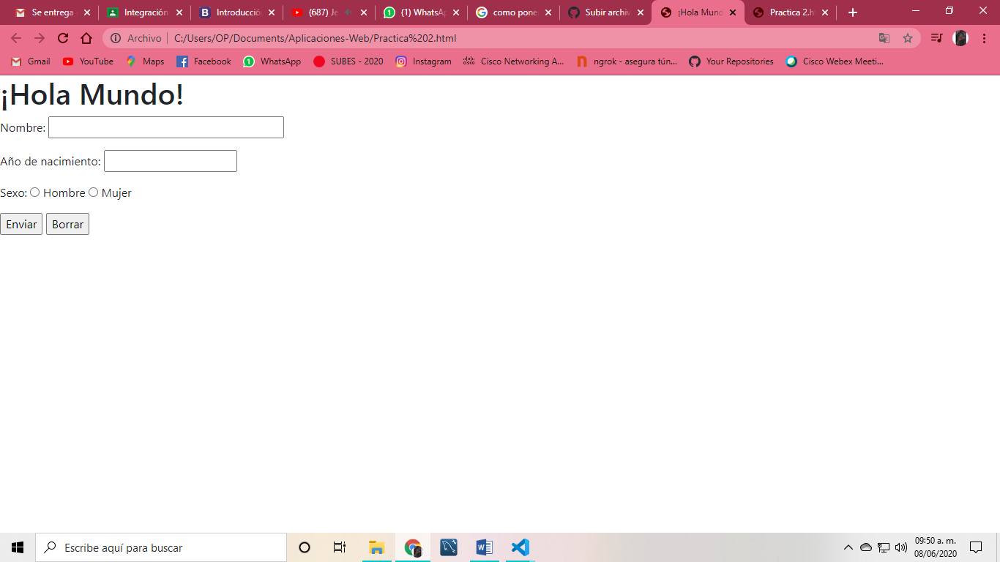 Se entrega Integración Introducció (687) Je (1) WhatsAp como pone Subir archiv ¡Hola Mund Practica 2.h
Archivo C:/Users/OP/Documents/Aplicaciones-Web/Practica%202.html
Gmail YouTube Maps Facebook WhatsApp SUBES - 2020 Instagram Cisco Networking A... ngrok - asegura tún... Your Repositories Cisco Webex Meeti...
¡Hola Mundo!
Nombre:
Año de nacimiento:
Sexo: Hombre Mujer
Enviar Borrar
Escribe aquí para buscar
09:50 a. m.
08/06/2020